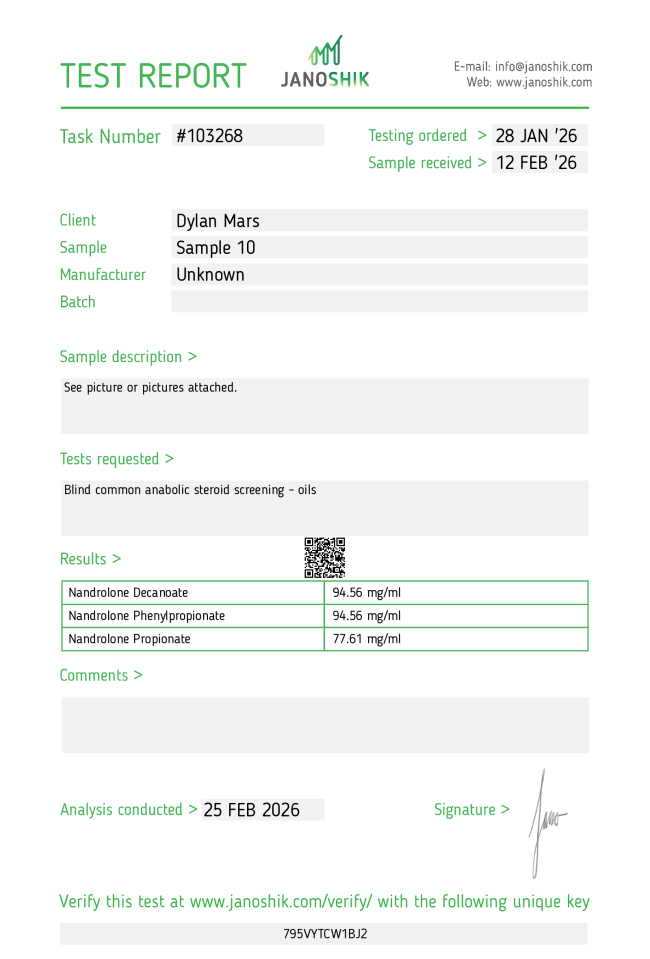 TEST REPORT
JANOSHIK
E-mail: info@janoshik.com
Web: www.janoshik.com
Task Number #103268
Testing ordered > 28 JAN '26
Sample received > 12 FEB '26
Client Dylan Mars
Sample Sample 10
Manufacturer Unknown
Batch
Sample description >
See picture or pictures attached.
Tests requested >
Blind common anabolic steroid screening - oils
Results >
Nandrolone Decanoate 94.56 mg/ml
Nandrolone Phenylpropionate 94.56 mg/ml
Nandrolone Propionate 77.61 mg/ml
Comments >
Analysis conducted > 25 FEB 2026
Signature > Jano
Verify this test at www.janoshik.com/verify/ with the following unique key
795VYTCW1BJ2